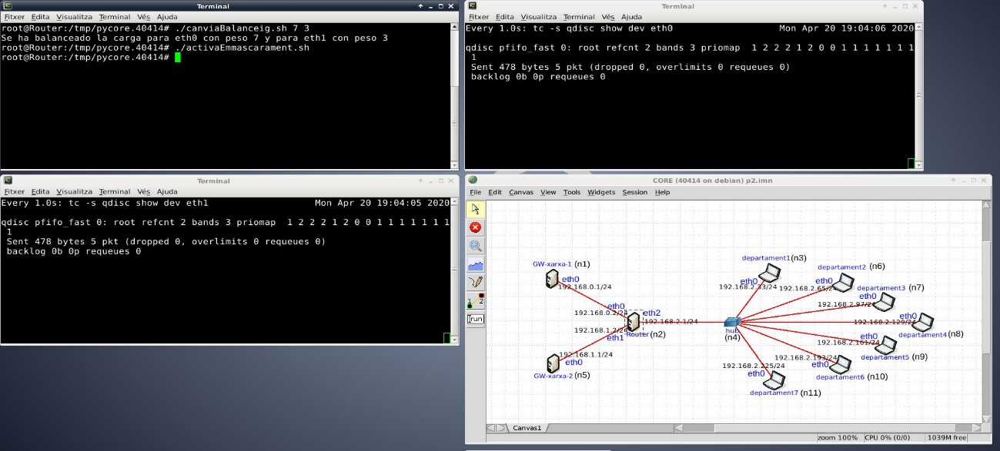 Terminal
Fitxer Edita Visualitza Terminal Vés Ajuda
root@Router:/tmp/pycore.40414# ./canviaBalanceig.sh 7 3
Se ha balanceado la carga para eth0 con peso 7 y para eth1 con peso 3
root@Router:/tmp/pycore.40414# ./activaEmmascarament.sh
root@Router:/tmp/pycore.40414#
Terminal
Fitxer Edita Visualitza Terminal Vés Ajuda
Every 1.0s: tc -s qdisc show dev eth0 Mon Apr 20 19:04:06 2020
qdisc pfifo_fast 0: root refcnt 2 bands 3 priomap 1 2 2 2 1 2 0 0 1 1 1 1 1 1 1
1
Sent 478 bytes 5 pkt (dropped 0, overlimits 0 requeues 0)
backlog 0b 0p requeues 0
Terminal
Fitxer Edita Visualitza Terminal Vés Ajuda
Every 1.0s: tc -s qdisc show dev eth1 Mon Apr 20 19:04:05 2020
qdisc pfifo_fast 0: root refcnt 2 bands 3 priomap 1 2 2 2 1 2 0 0 1 1 1 1 1 1 1
1
Sent 478 bytes 5 pkt (dropped 0, overlimits 0 requeues 0)
backlog 0b 0p requeues 0
CORE (40414 on debian) p2.imn
File Edit Canvas View Tools Widgets Session Help
1 2
run
GW-xarxa-1 (n1)
eth0
192.168.0.1/24
eth0
192.168.0.2/24
eth2
192.168.2.1/24
192.168.1.2/24
eth1
Router (n2)
192.168.1.1/24
eth0
GW-xarxa-2 (n5)
hub
(n4)
departament1 (n3)
eth0
192.168.2.33/24
departament2 (n6)
eth0
192.168.2.65/24
departament3 (n7)
eth0
192.168.2.97/24
eth0
192.168.2.129/24
departament4 (n8)
eth0
192.168.2.161/24
departament5 (n9)
192.168.2.193/24
eth0
departament6 (n10)
192.168.2.225/24
eth0
departament7 (n11)
Canvas1
zoom 100% CPU 0% (0/0) 1039M free